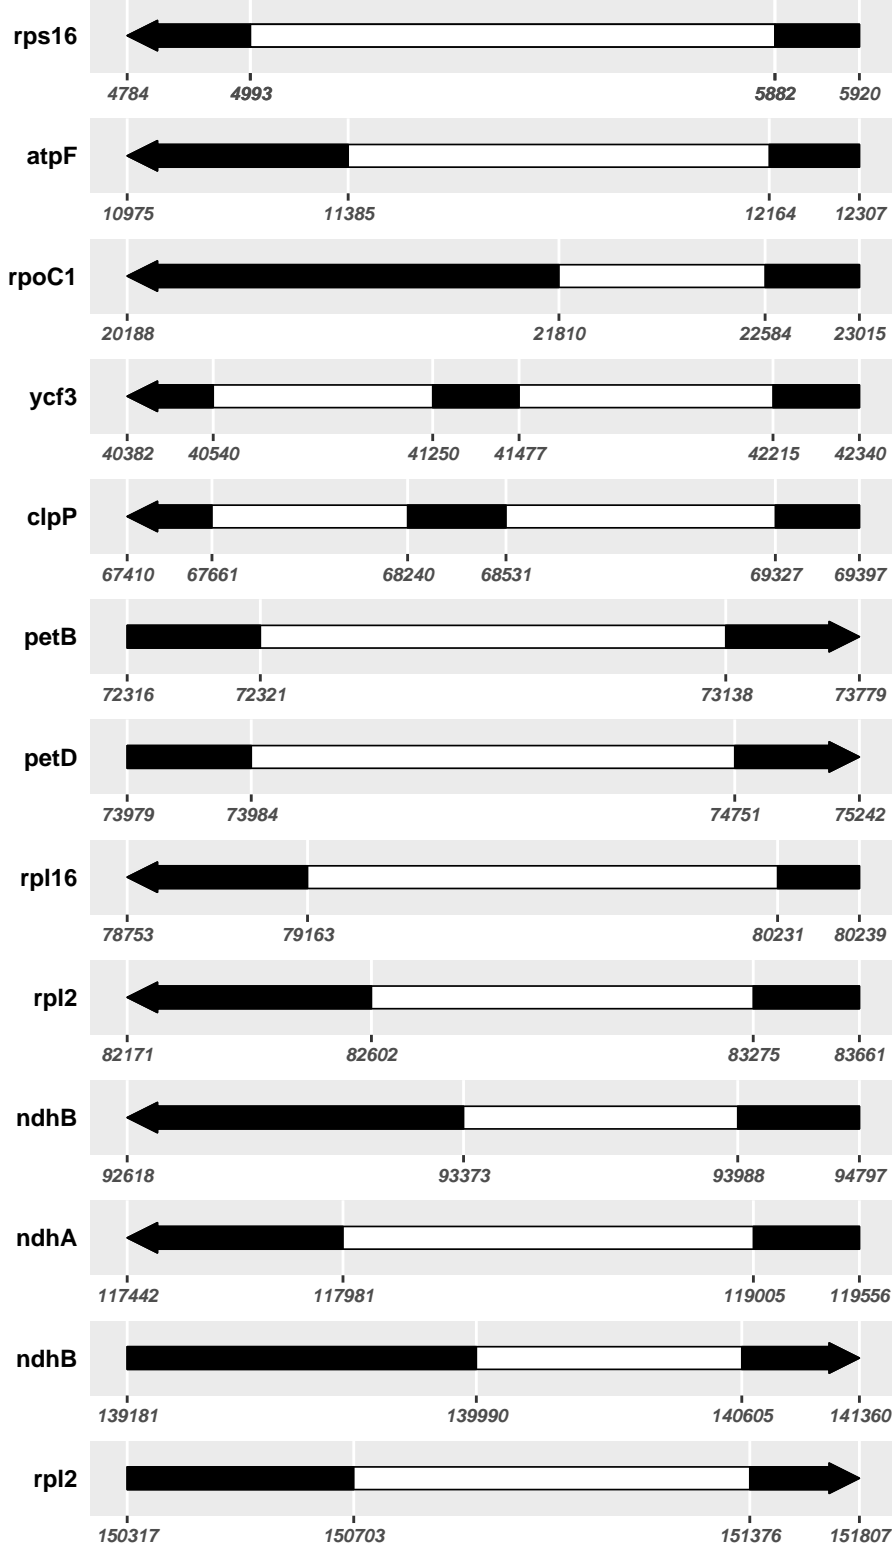 rps16
4784 4993 5882 5920
atpF
10975 11385 12164 12307
rpoC1
20188 21810 22584 23015
ycf3
40382 40540 41250 41477 42215 42340
clpP
67410 67661 68240 68531 69327 69397
petB
72316 72321 73138 73779
petD
73979 73984 74751 75242
rpl16
78753 79163 80231 80239
rpl2
82171 82602 83275 83661
ndhB
92618 93373 93988 94797
ndhA
117442 117981 119005 119556
ndhB
139181 139990 140605 141360
rpl2
150317 150703 151376 151807